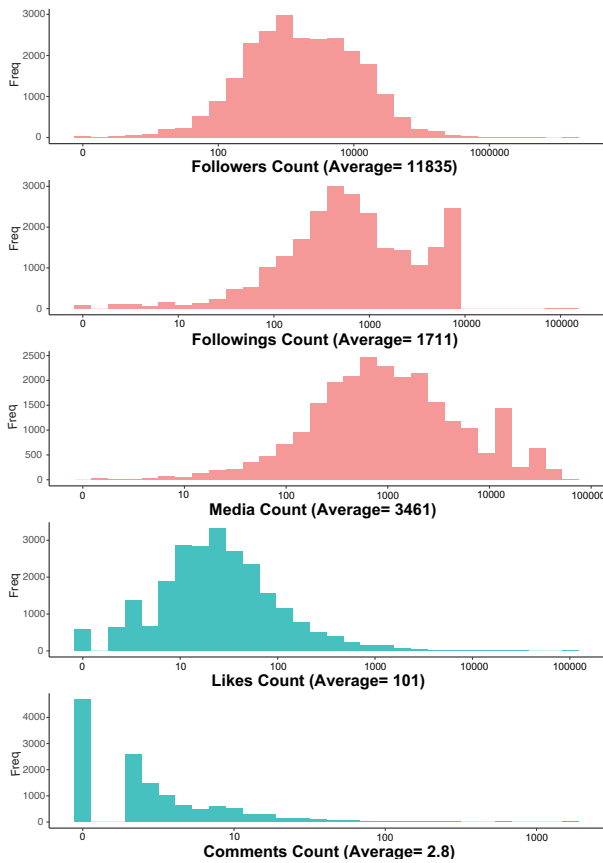 Freq
3000
2000
1000
0
0 100 10000 1000000
Followers Count (Average= 11835)
Freq
3000
2000
1000
0
0 10 100 1000 10000 100000
Followings Count (Average= 1711)
Freq
2500
2000
1500
1000
500
0
0 10 100 1000 10000 100000
Media Count (Average= 3461)
Freq
3000
2000
1000
0
0 10 100 1000 10000 100000
Likes Count (Average= 101)
Freq
4000
3000
2000
1000
0
0 10 100 1000
Comments Count (Average= 2.8)